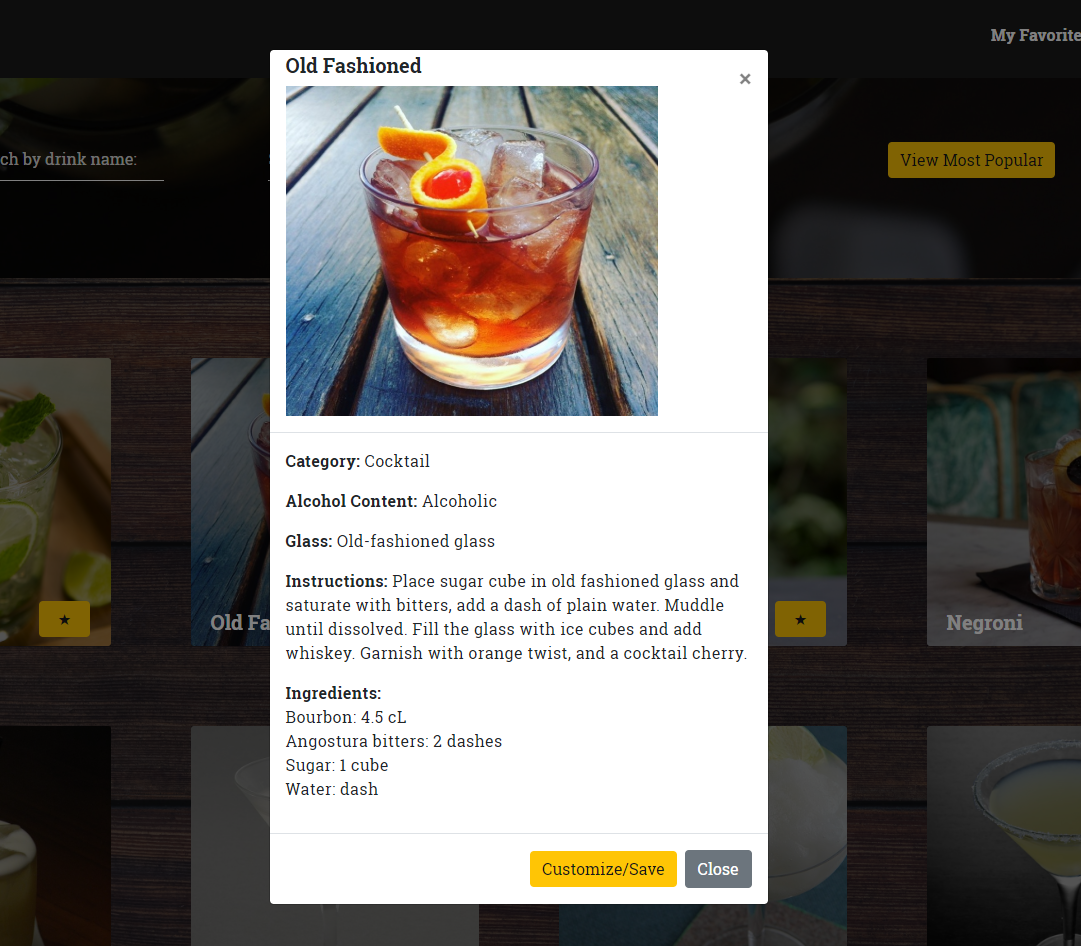 My Favorite
Old Fashioned
×
ch by drink name:
View Most Popular
Category: Cocktail
Alcohol Content: Alcoholic
Glass: Old-fashioned glass
Instructions: Place sugar cube in old fashioned glass and
saturate with bitters, add a dash of plain water. Muddle
until dissolved. Fill the glass with ice cubes and add
whiskey. Garnish with orange twist, and a cocktail cherry.
★
Old Fa
★
Negroni
Ingredients:
Bourbon: 4.5 cL
Angostura bitters: 2 dashes
Sugar: 1 cube
Water: dash
Customize/Save
Close